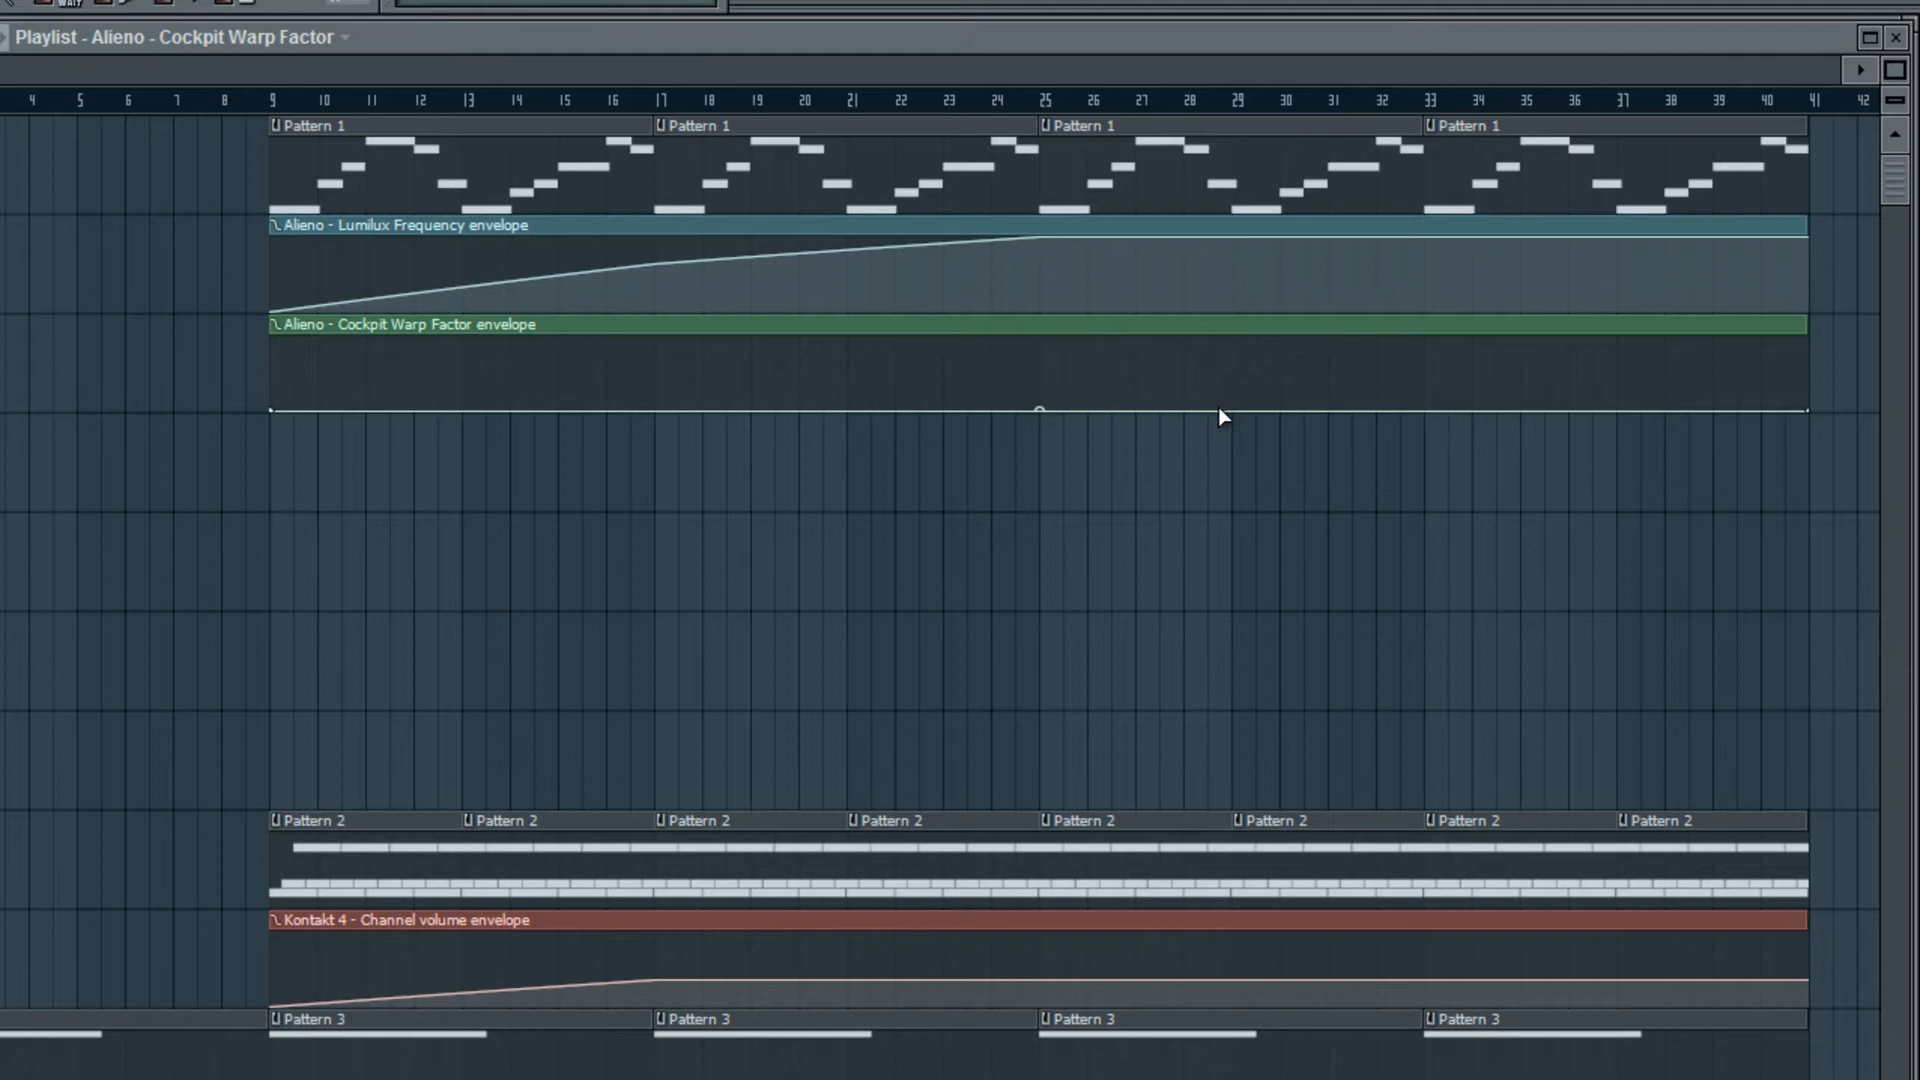 WAIT
Playlist - Alieno - Cockpit Warp Factor
4 5 6 7 8 9 10 11 12 13 14 15 16 17 18 19 20 21 22 23 24 25 26 27 28 29 30 31 32 33 34 35 36 37 38 39 40 41 42
Pattern 1 Pattern 1 Pattern 1 Pattern 1
Alieno - Lumilux Frequency envelope
Alieno - Cockpit Warp Factor envelope
Pattern 2 Pattern 2 Pattern 2 Pattern 2 Pattern 2 Pattern 2 Pattern 2 Pattern 2
Kontakt 4 - Channel volume envelope
Pattern 3 Pattern 3 Pattern 3 Pattern 3